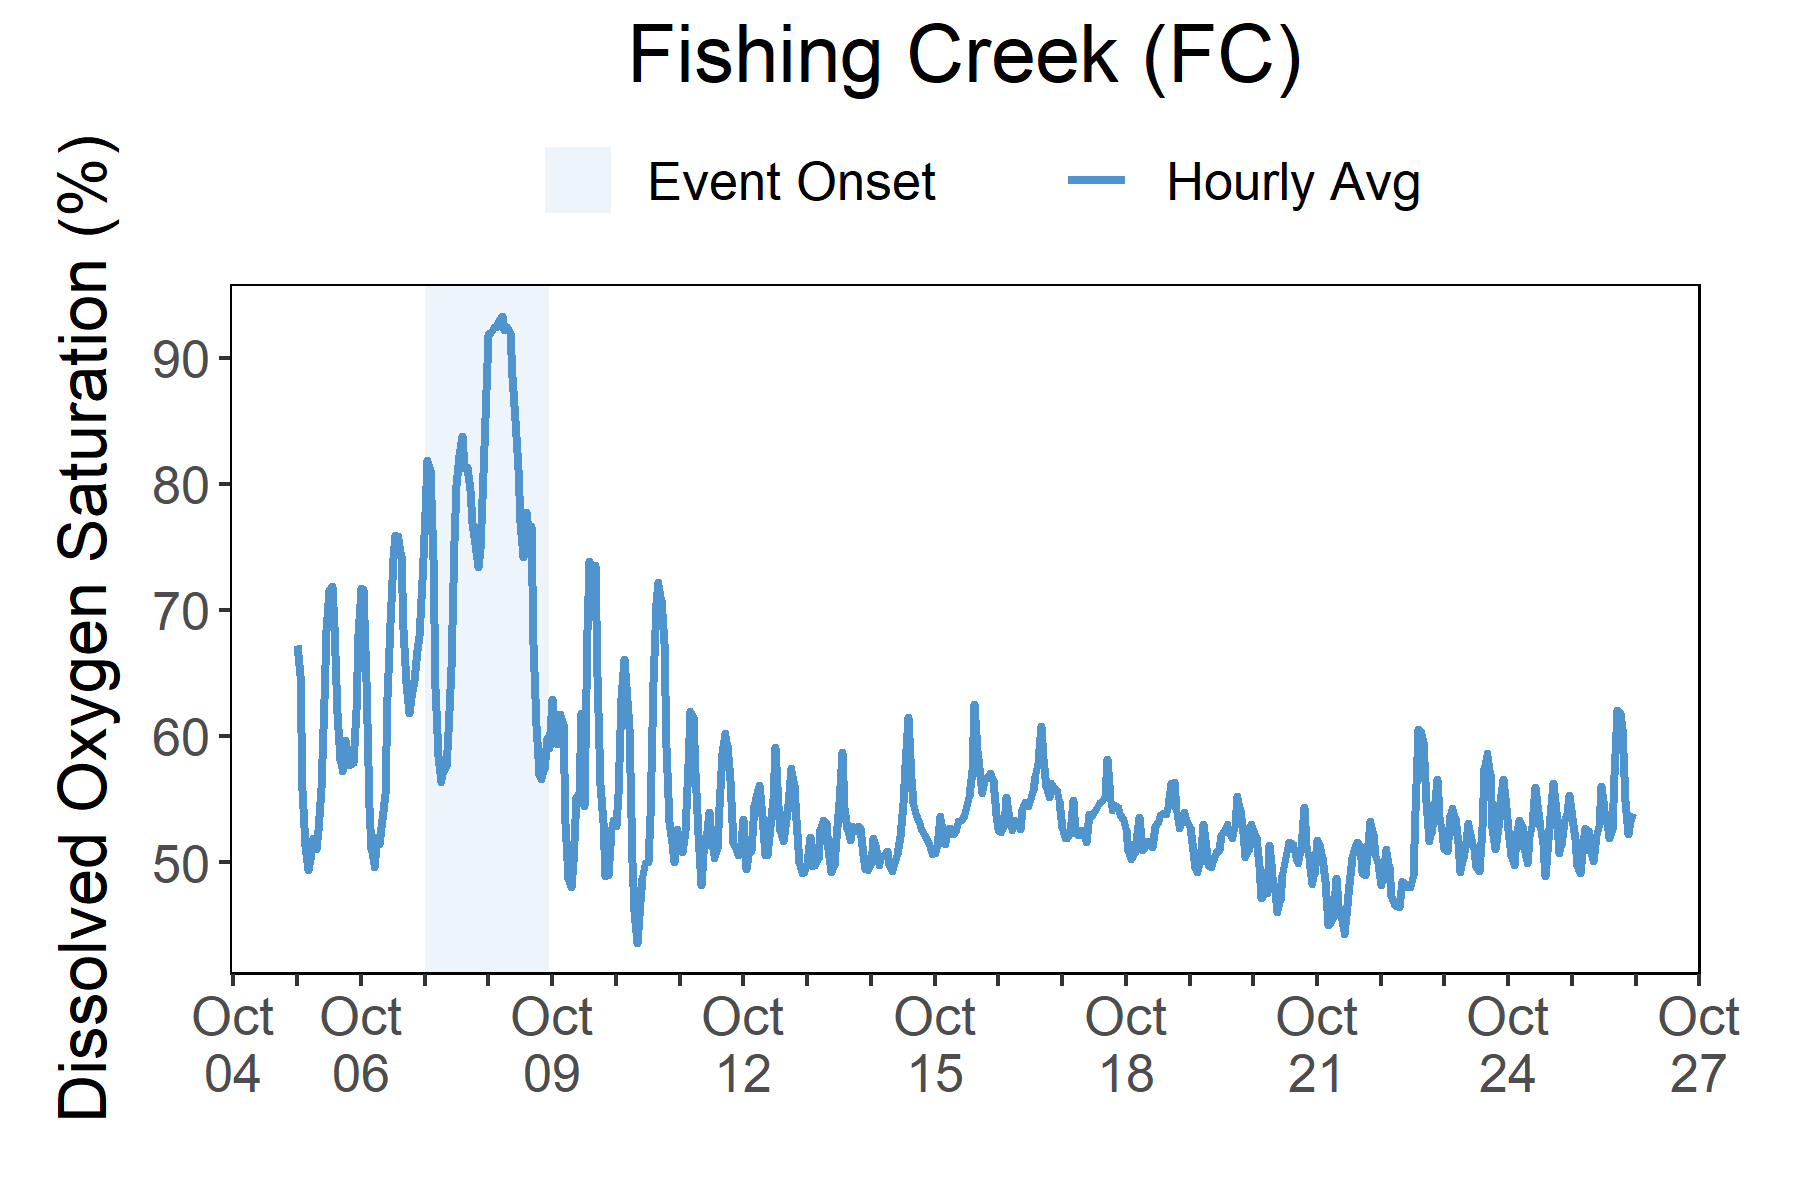 Fishing Creek (FC)
Event Onset
Hourly Avg
Dissolved Oxygen Saturation (%)
90
80
70
60
50
Oct 04
Oct 06
Oct 09
Oct 12
Oct 15
Oct 18
Oct 21
Oct 24
Oct 27